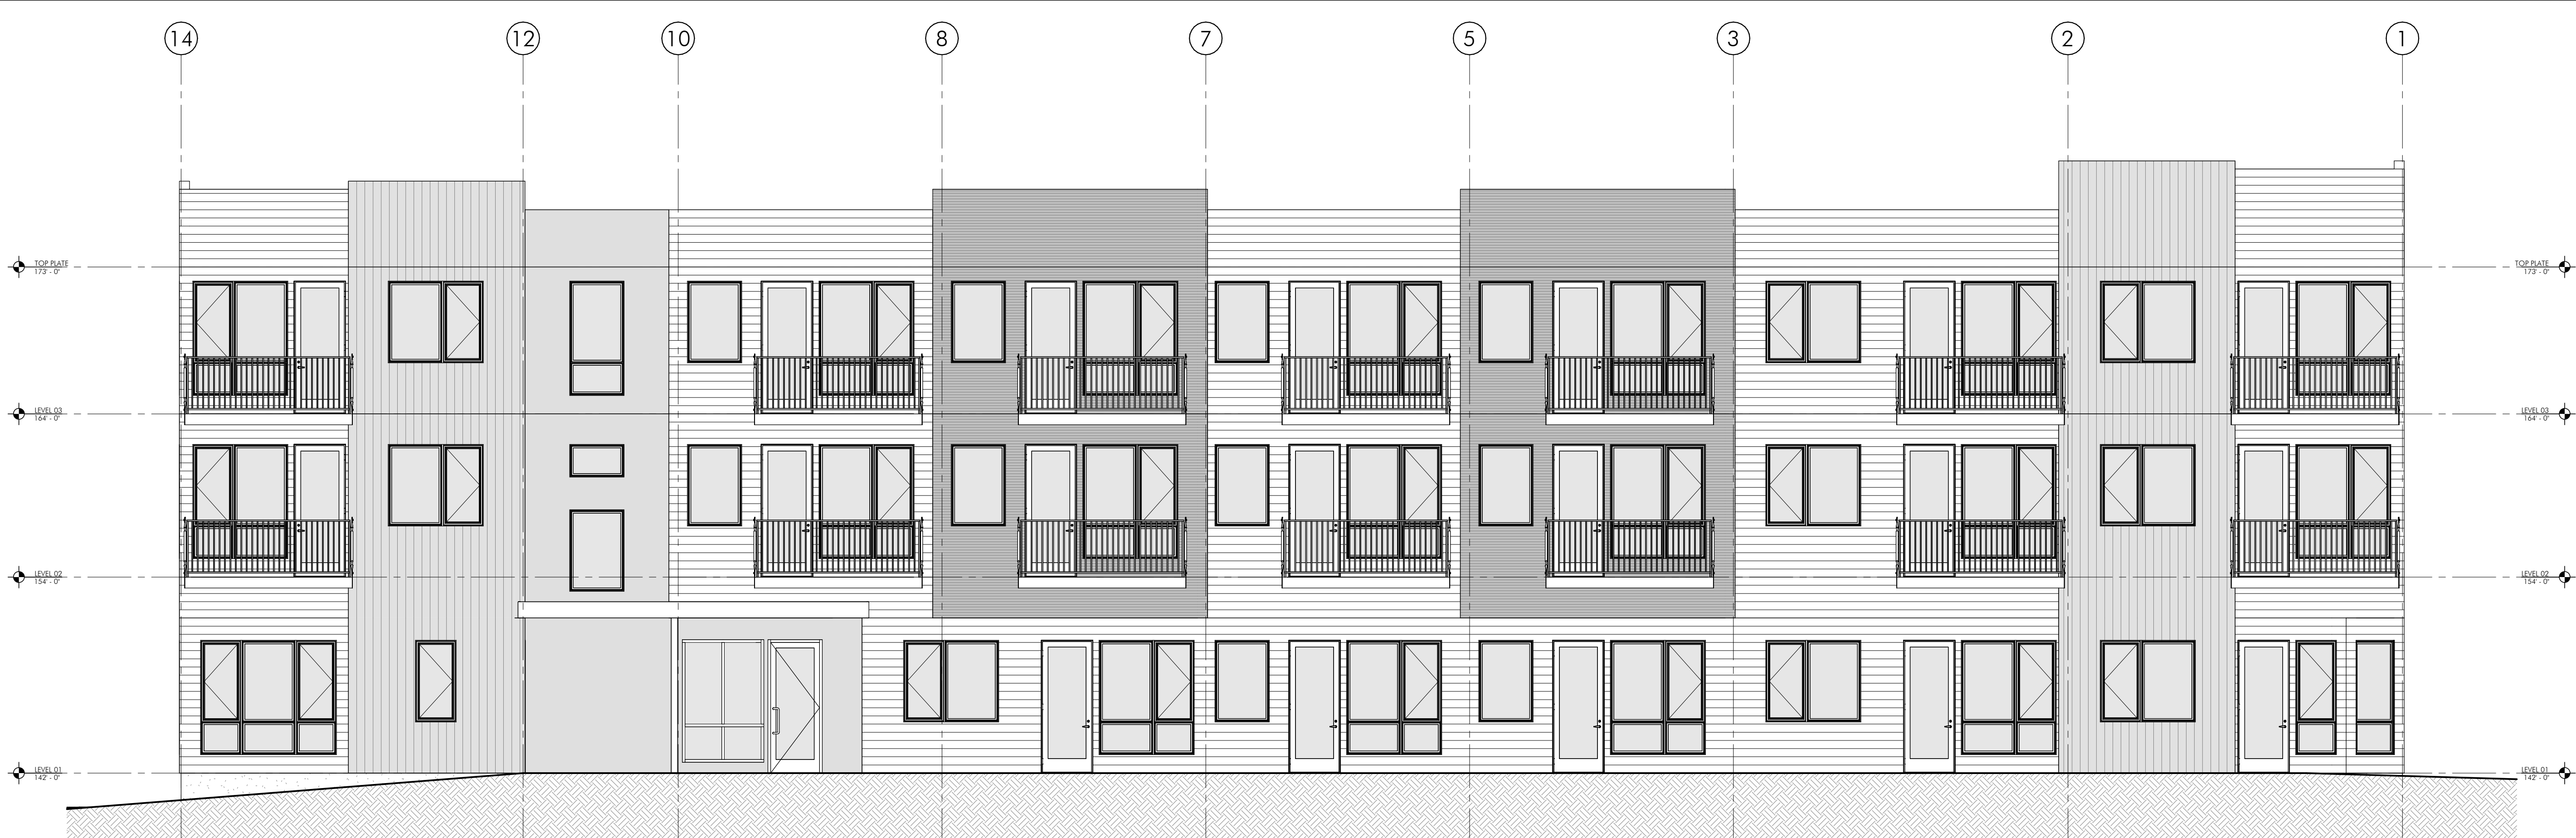 14
12
10
8
7
5
3
2
1
TOP PLATE
173' - 0"
TOP PLATE
173' - 0"
LEVEL 03
164' - 0"
LEVEL 03
164' - 0"
LEVEL 02
154' - 0"
LEVEL 02
154' - 0"
LEVEL 01
142' - 0"
LEVEL 01
142' - 0"